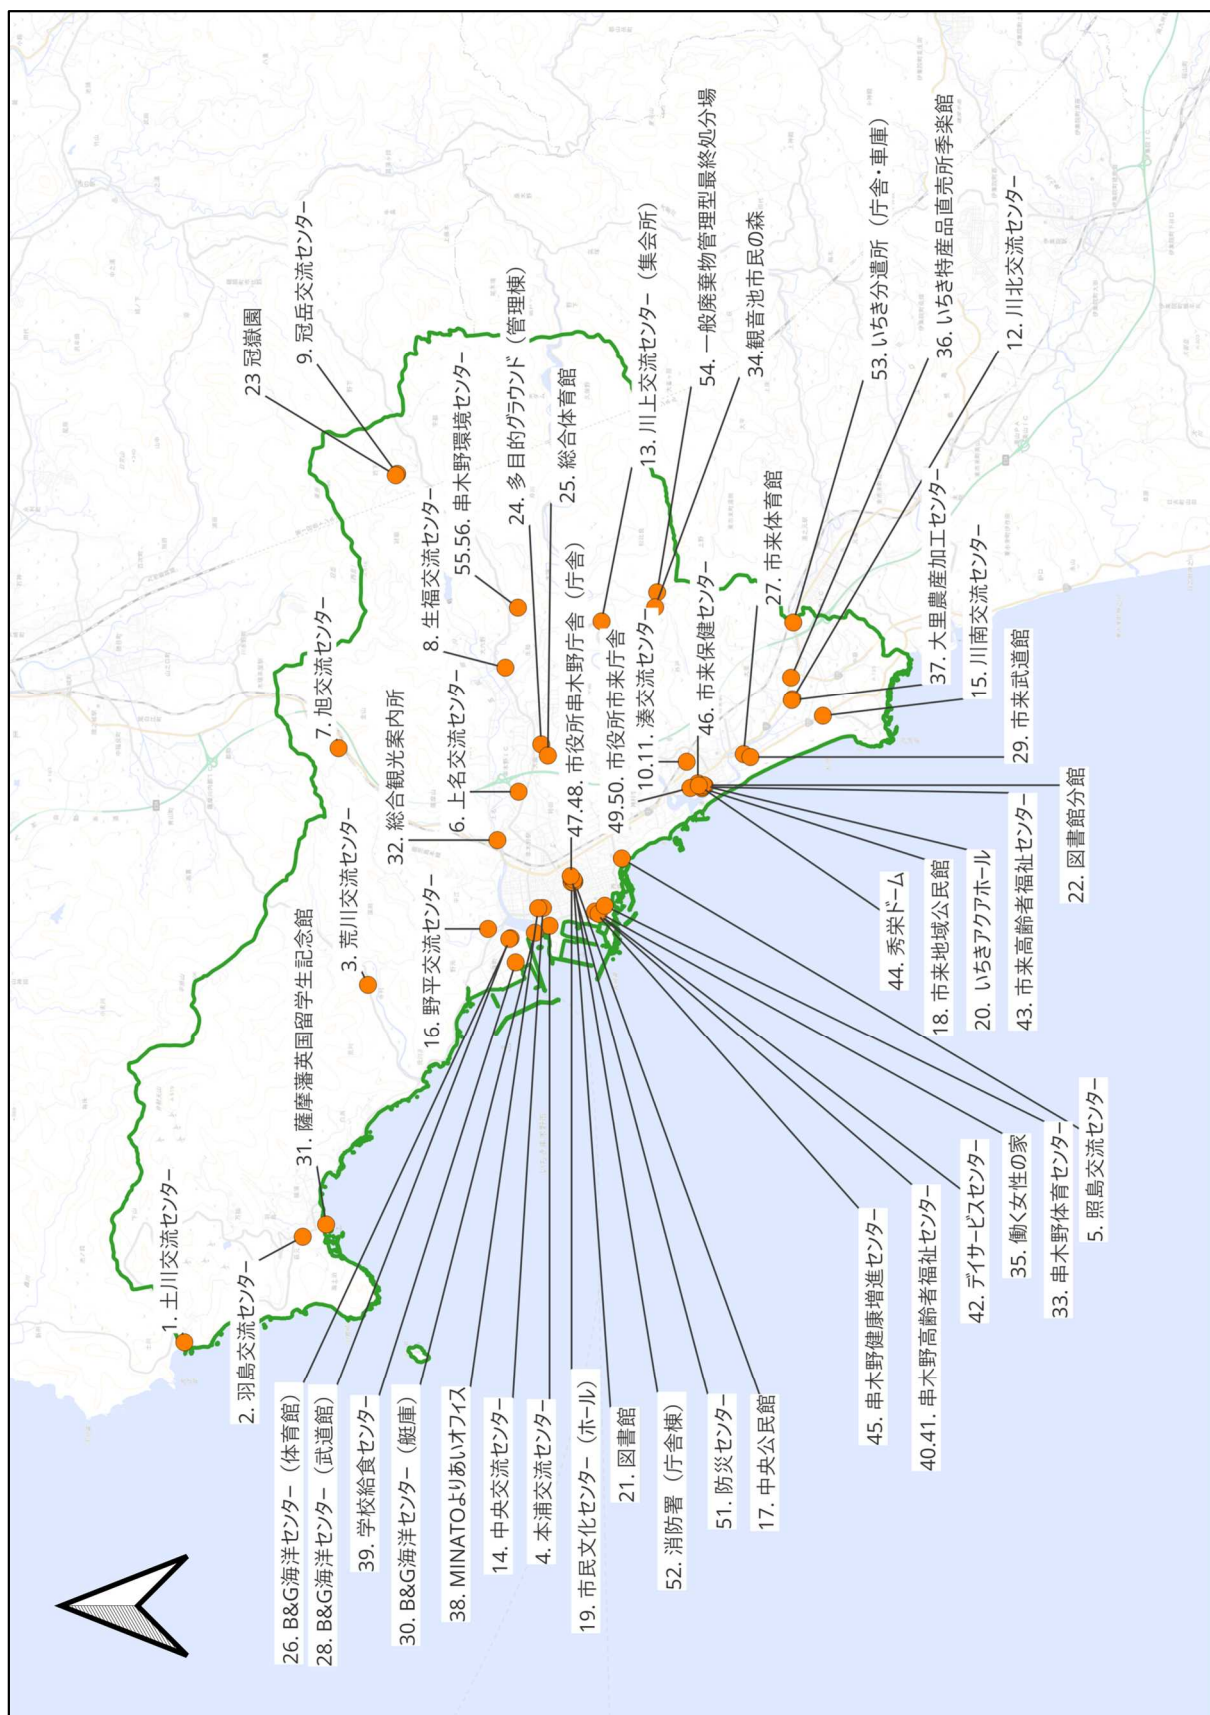 1. 土川交流センター
2. 羽島交流センター
31. 薩摩藩英国留学生記念館
3. 荒川交流センター
7. 旭交流センター
23 冠獄園
9. 冠岳交流センター
16. 野平交流センター
32. 総合観光案内所
6. 上名交流センター
8. 生福交流センター
55.56. 串木野環境センター
24. 多目的グラウンド（管理棟）
25. 総合体育館
13. 川上交流センター（集会所）
54. 一般廃棄物管理型最終処分場
34.観音池市民の森
47.48. 市役所串木野庁舎（庁舎）
49.50. 市役所市来庁舎
10.11. 湊交流センター
46. 市来保健センター
27. 市来体育館
53. いちき分遣所（庁舎・車庫）
36. いちき特産品直売所季楽館
12. 川北交流センター
37. 大里農産加工センター
15. 川南交流センター
29. 市来武道館
22. 図書館分館
43. 市来高齢者福祉センター
20. いちきアクアホール
18. 市来地域公民館
44. 秀栄ドーム
26. B&G海洋センター（体育館）
28. B&G海洋センター（武道館）
39. 学校給食センター
30. B&G海洋センター（艇庫）
38. MINATOよりあいオフィス
14. 中央交流センター
4. 本浦交流センター
19. 市民文化センター（ホール）
21. 図書館
52. 消防署（庁舎棟）
51. 防災センター
17. 中央公民館
45. 串木野健康増進センター
40.41. 串木野高齢者福祉センター
42. デイサービスセンター
35. 働く女性の家
33. 串木野体育センター
5. 照島交流センター